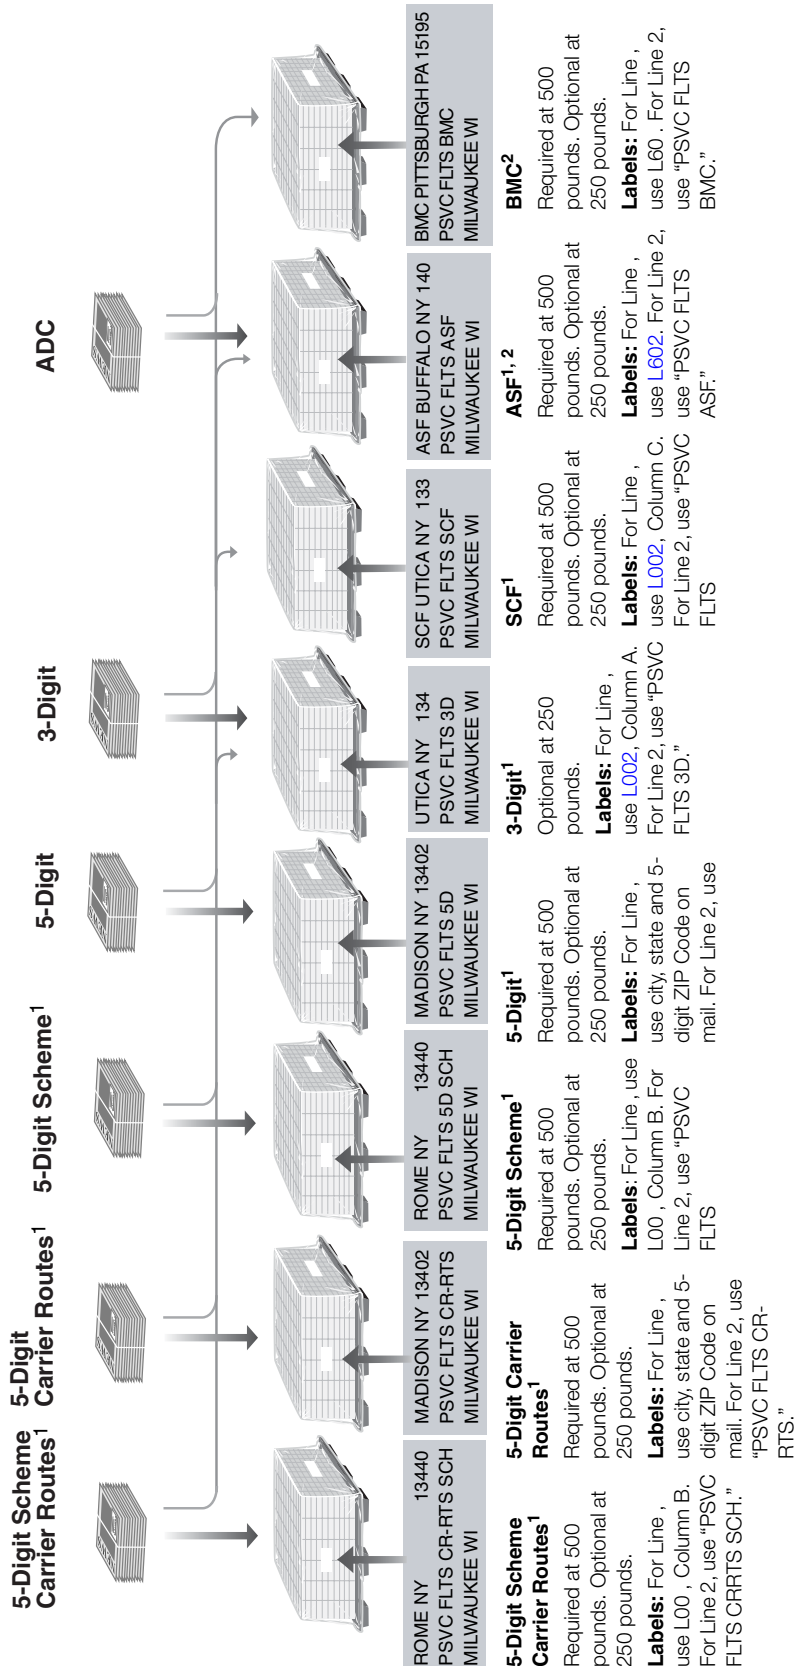 5-Digit Scheme
Carrier Routes1
5-Digit
Carrier Routes1
5-Digit Scheme1
5-Digit
3-Digit
ADC
ROME NY 13440
PSVC FLTS CR-RTS SCH
MILWAUKEE WI
MADISON NY 13402
PSVC FLTS CR-RTS
MILWAUKEE WI
ROME NY 13440
PSVC FLTS 5D SCH
MILWAUKEE WI
MADISON NY 13402
PSVC FLTS 5D
MILWAUKEE WI
UTICA NY 134
PSVC FLTS 3D
MILWAUKEE WI
SCF UTICA NY 133
PSVC FLTS SCF
MILWAUKEE WI
ASF BUFFALO NY 140
PSVC FLTS ASF
MILWAUKEE WI
BMC PITTSBURGH PA 15195
PSVC FLTS BMC
MILWAUKEE WI
5-Digit Scheme
Carrier Routes1
Required at 500
pounds. Optional at
250 pounds.
Labels: For Line ,
use L00 , Column B.
For Line 2, use “PSVC
FLTS CRRTS SCH.”
5-Digit Carrier
Routes1
Required at 500
pounds. Optional at
250 pounds.
Labels: For Line ,
use city, state and 5-
digit ZIP Code on
mail. For Line 2, use
“PSVC FLTS CR-
RTS.”
5-Digit Scheme1
Required at 500
pounds. Optional at
250 pounds.
Labels: For Line , use
L00 , Column B. For
Line 2, use “PSVC
FLTS
5-Digit1
Required at 500
pounds. Optional at
250 pounds.
Labels: For Line ,
use city, state and 5-
digit ZIP Code on
mail. For Line 2, use
3-Digit1
Optional at 250
pounds.
Labels: For Line ,
use L002, Column A.
For Line 2, use “PSVC
FLTS 3D.”
SCF1
Required at 500
pounds. Optional at
250 pounds.
Labels: For Line ,
use L002, Column C.
For Line 2, use “PSVC
FLTS
ASF1, 2
Required at 500
pounds. Optional at
250 pounds.
Labels: For Line ,
use L602. For Line 2,
use “PSVC FLTS
ASF.”
BMC2
Required at 500
pounds. Optional at
250 pounds.
Labels: For Line ,
use L60 . For Line 2,
use “PSVC FLTS
BMC.”